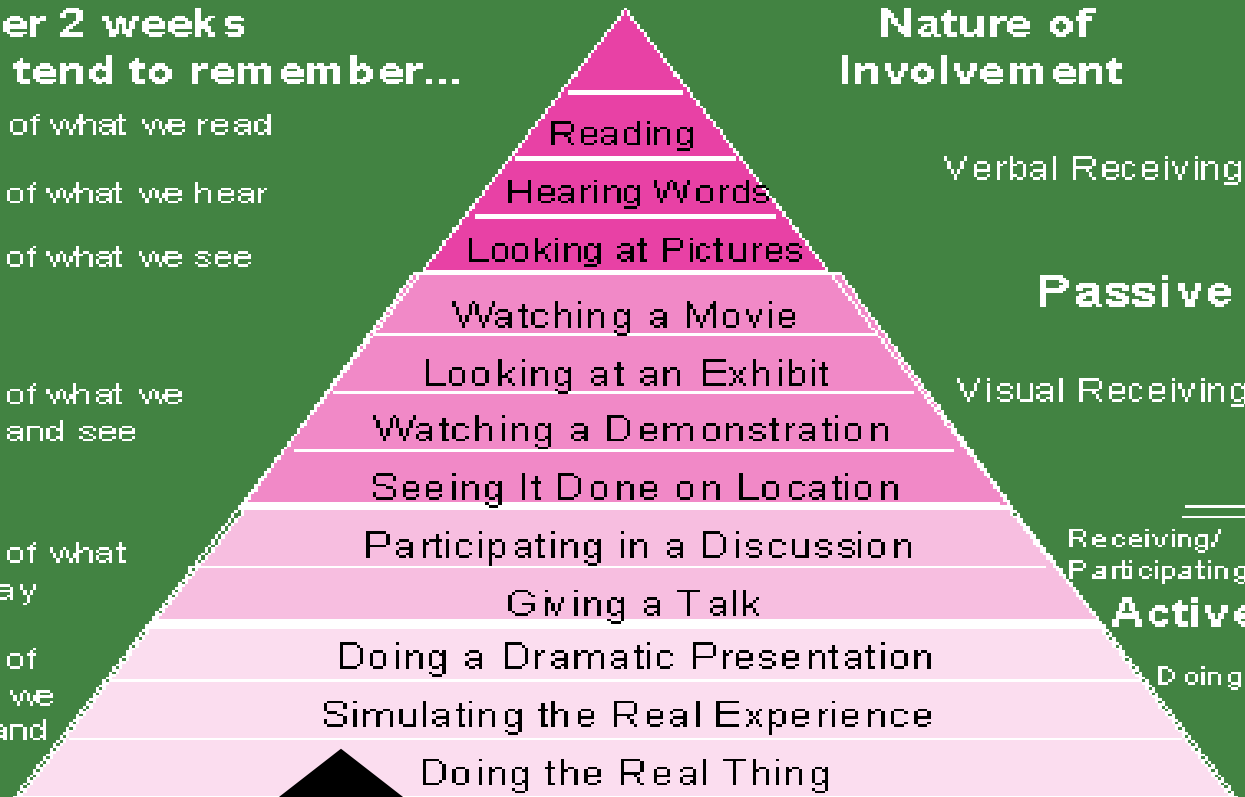 er 2 weeks
tend to remember...
of what we read
of what we hear
of what we see
of what we
and see
of what
ay
of
we
and
Reading
Hearing Words
Looking at Pictures
Watching a Movie
Looking at an Exhibit
Watching a Demonstration
Seeing It Done on Location
Participating in a Discussion
Giving a Talk
Doing a Dramatic Presentation
Simulating the Real Experience
Doing the Real Thing
Nature of
Involvement
Verbal Receiving
Passive
Visual Receiving
Receiving/
Participating
Active
Doing